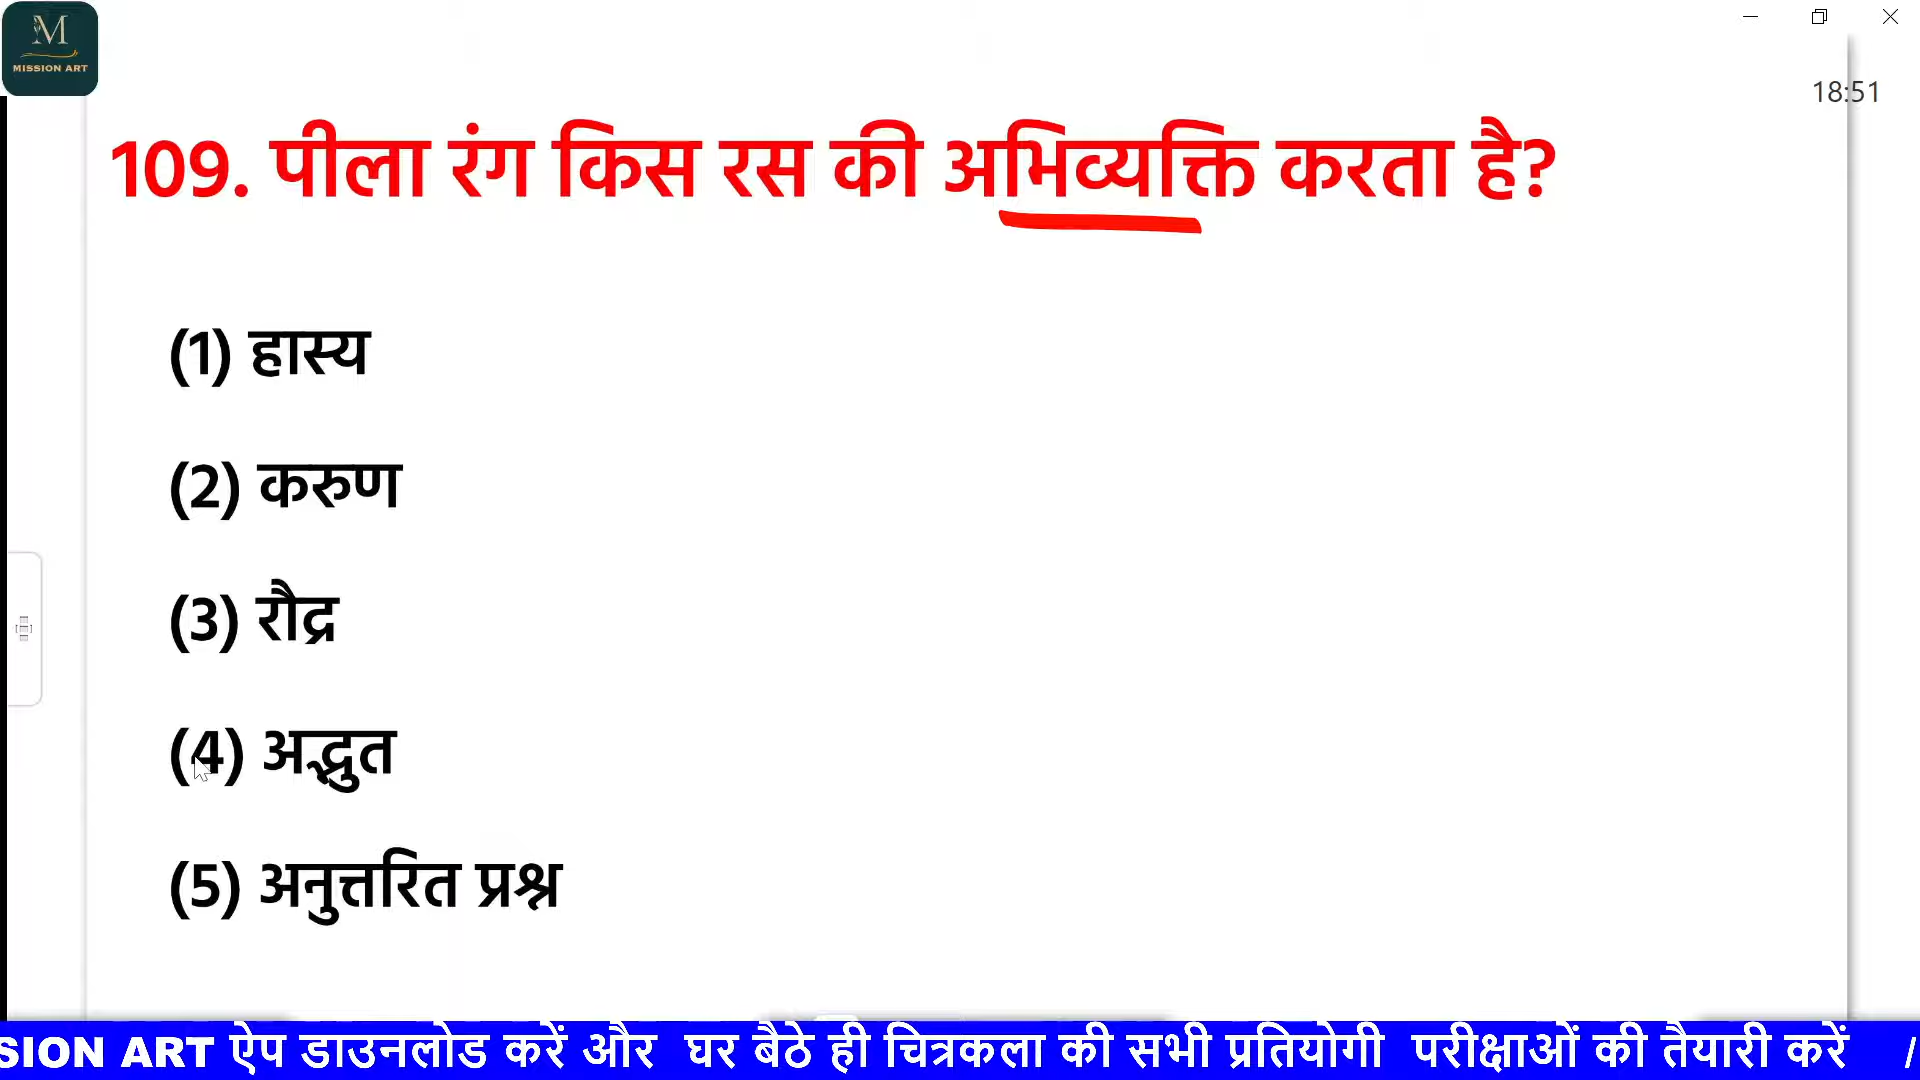 M
MISSION ART
18:51
109. पीला रंग किस रस की अभिव्यक्ति करता है?
(1) हास्य
(2) करुण
(3) रौद्र
(4) अद्भुत
(5) अनुत्तरित प्रश्न
SION ART ऐप डाउनलोड करें और घर बैठे ही चित्रकला की सभी प्रतियोगी परीक्षाओं की तैयारी करें /